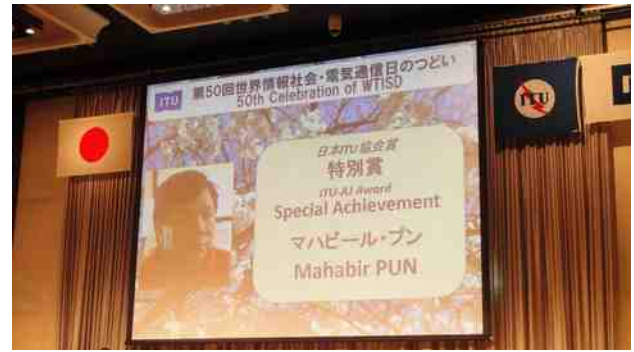 ITU
第50回世界情報社会・電気通信日のつどい
50th Celebration of WTISD
日本ITU協会賞
特別賞
ITU-AJ Award
Special Achievement
マハビール・プン
Mahabir PUN
ITU